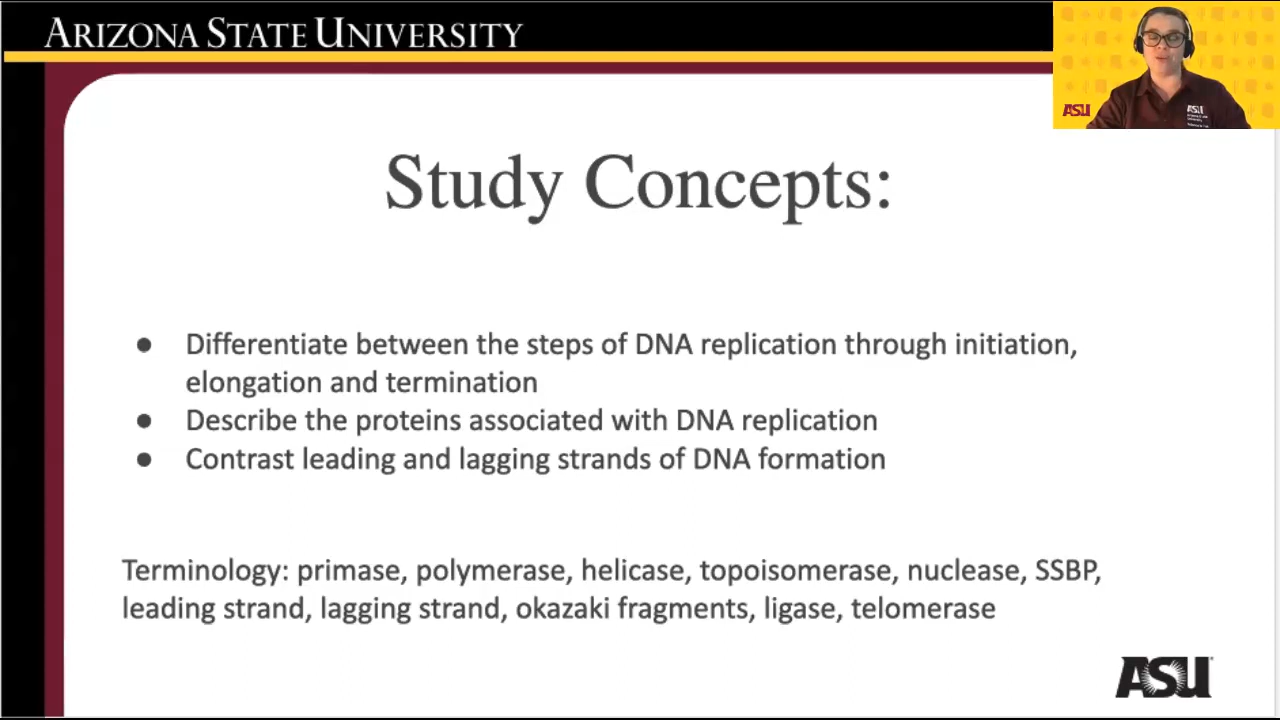 ARIZONA STATE UNIVERSITY
ASU
ASU
Study Concepts:
● Differentiate between the steps of DNA replication through initiation,
elongation and termination
● Describe the proteins associated with DNA replication
● Contrast leading and lagging strands of DNA formation
Terminology: primase, polymerase, helicase, topoisomerase, nuclease, SSBP,
leading strand, lagging strand, okazaki fragments, ligase, telomerase
ASU